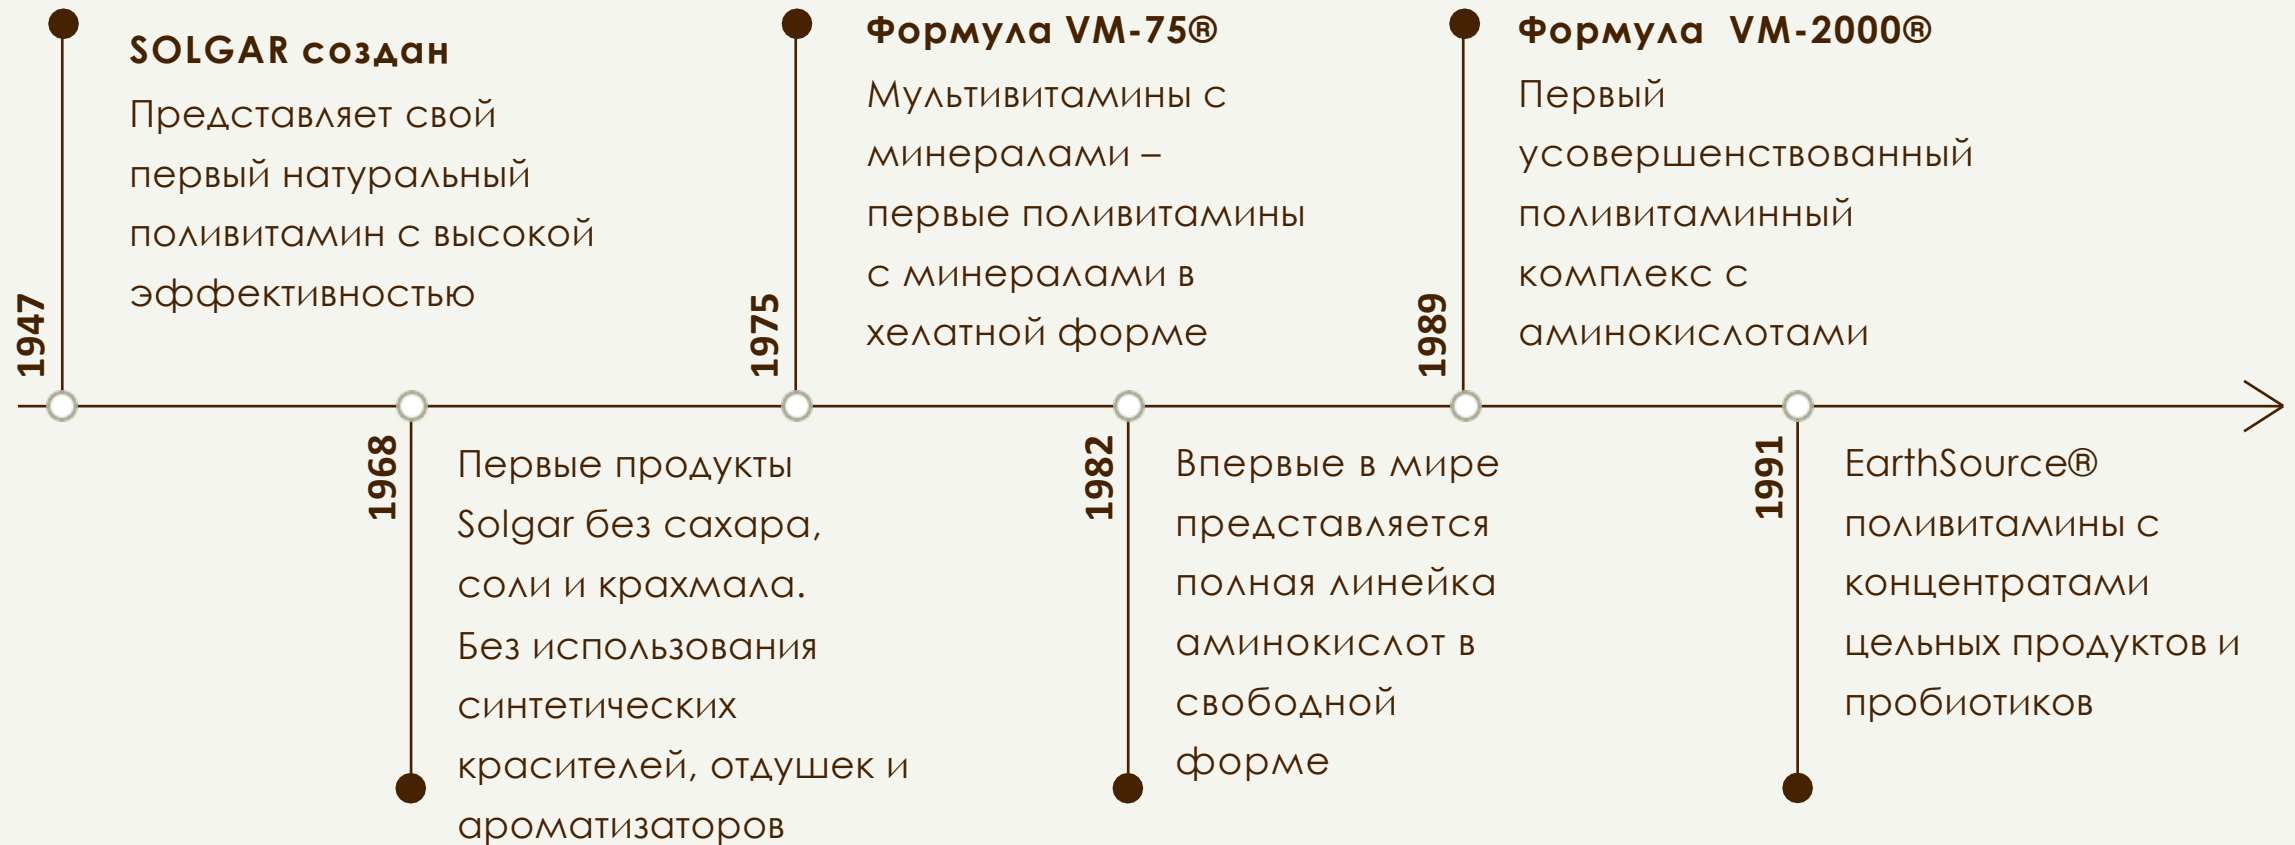 1947
SOLGAR создан
Представляет свой
первый натуральный
поливитамин с высокой
эффективностью
1968
Первые продукты
Solgar без сахара,
соли и крахмала.
Без использования
синтетических
красителей, отдушек и
ароматизаторов
1975
Формула VM-75®
Мультивитамины с
минералами –
первые поливитамины
с минералами в
хелатной форме
1982
Впервые в мире
представляется
полная линейка
аминокислот в
свободной
форме
1989
Формула VM-2000®
Первый
усовершенствованный
поливитаминный
комплекс с
аминокислотами
1991
EarthSource®
поливитамины с
концентратами
цельных продуктов и
пробиотиков